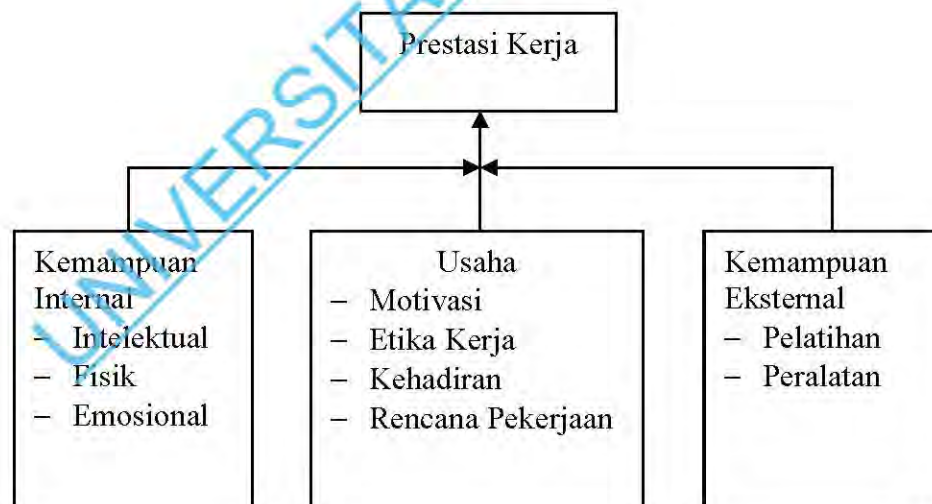 Prestasi Kerja
Kemampuan
Internal
– Intelektual
– Fisik
– Emosional
Usaha
– Motivasi
– Etika Kerja
– Kehadiran
– Rencana Pekerjaan
Kemampuan
Eksternal
– Pelatihan
– Peralatan
UNIVERSITA